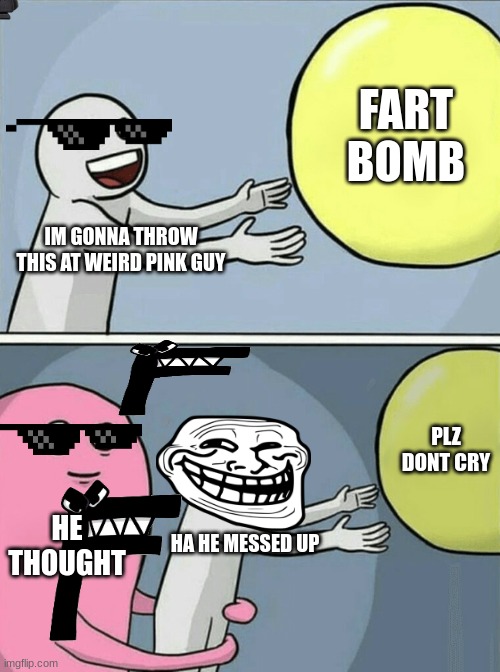 FART
BOMB
IM GONNA THROW
THIS AT WEIRD PINK GUY
PLZ
DONT CRY
HE
THOUGHT
HA HE MESSED UP
imgflip.com